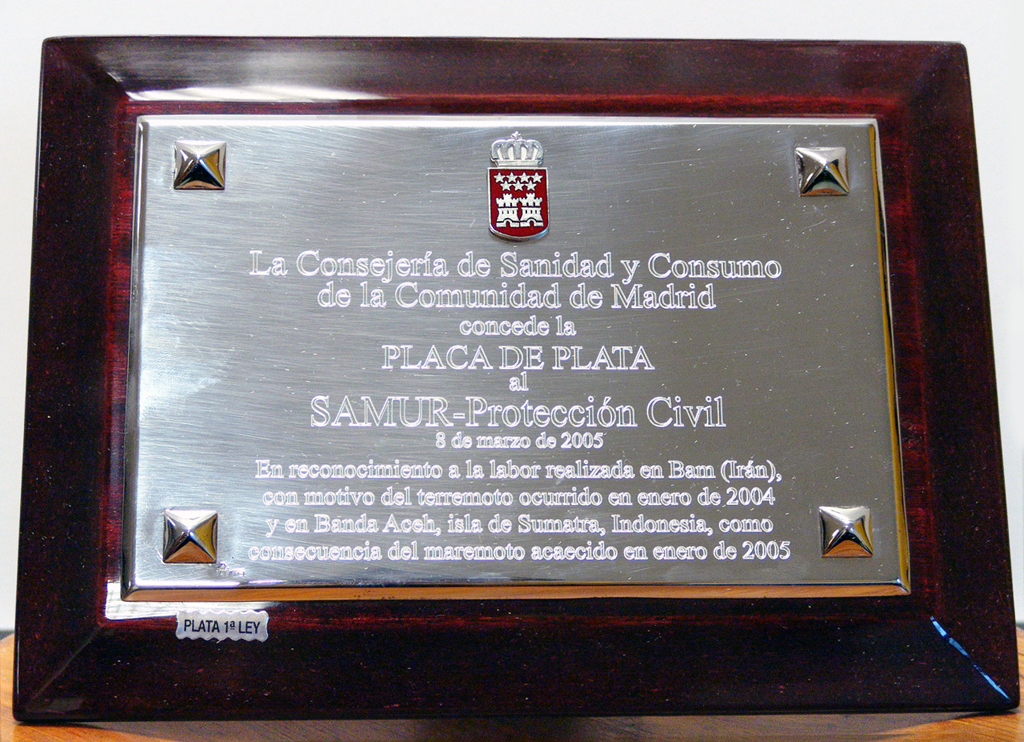 La Consejería de Sanidad y Consumo
de la Comunidad de Madrid
concede la
PLACA DE PLATA
al
SAMUR-Protección Civil
8 de marzo de 2005
En reconocimiento a la labor realizada en Bam (Irán),
con motivo del terremoto ocurrido en enero de 2004
y en Banda Aceh, isla de Sumatra, Indonesia, como
consecuencia del maremoto acaecido en enero de 2005
PLATA 1ª LEY